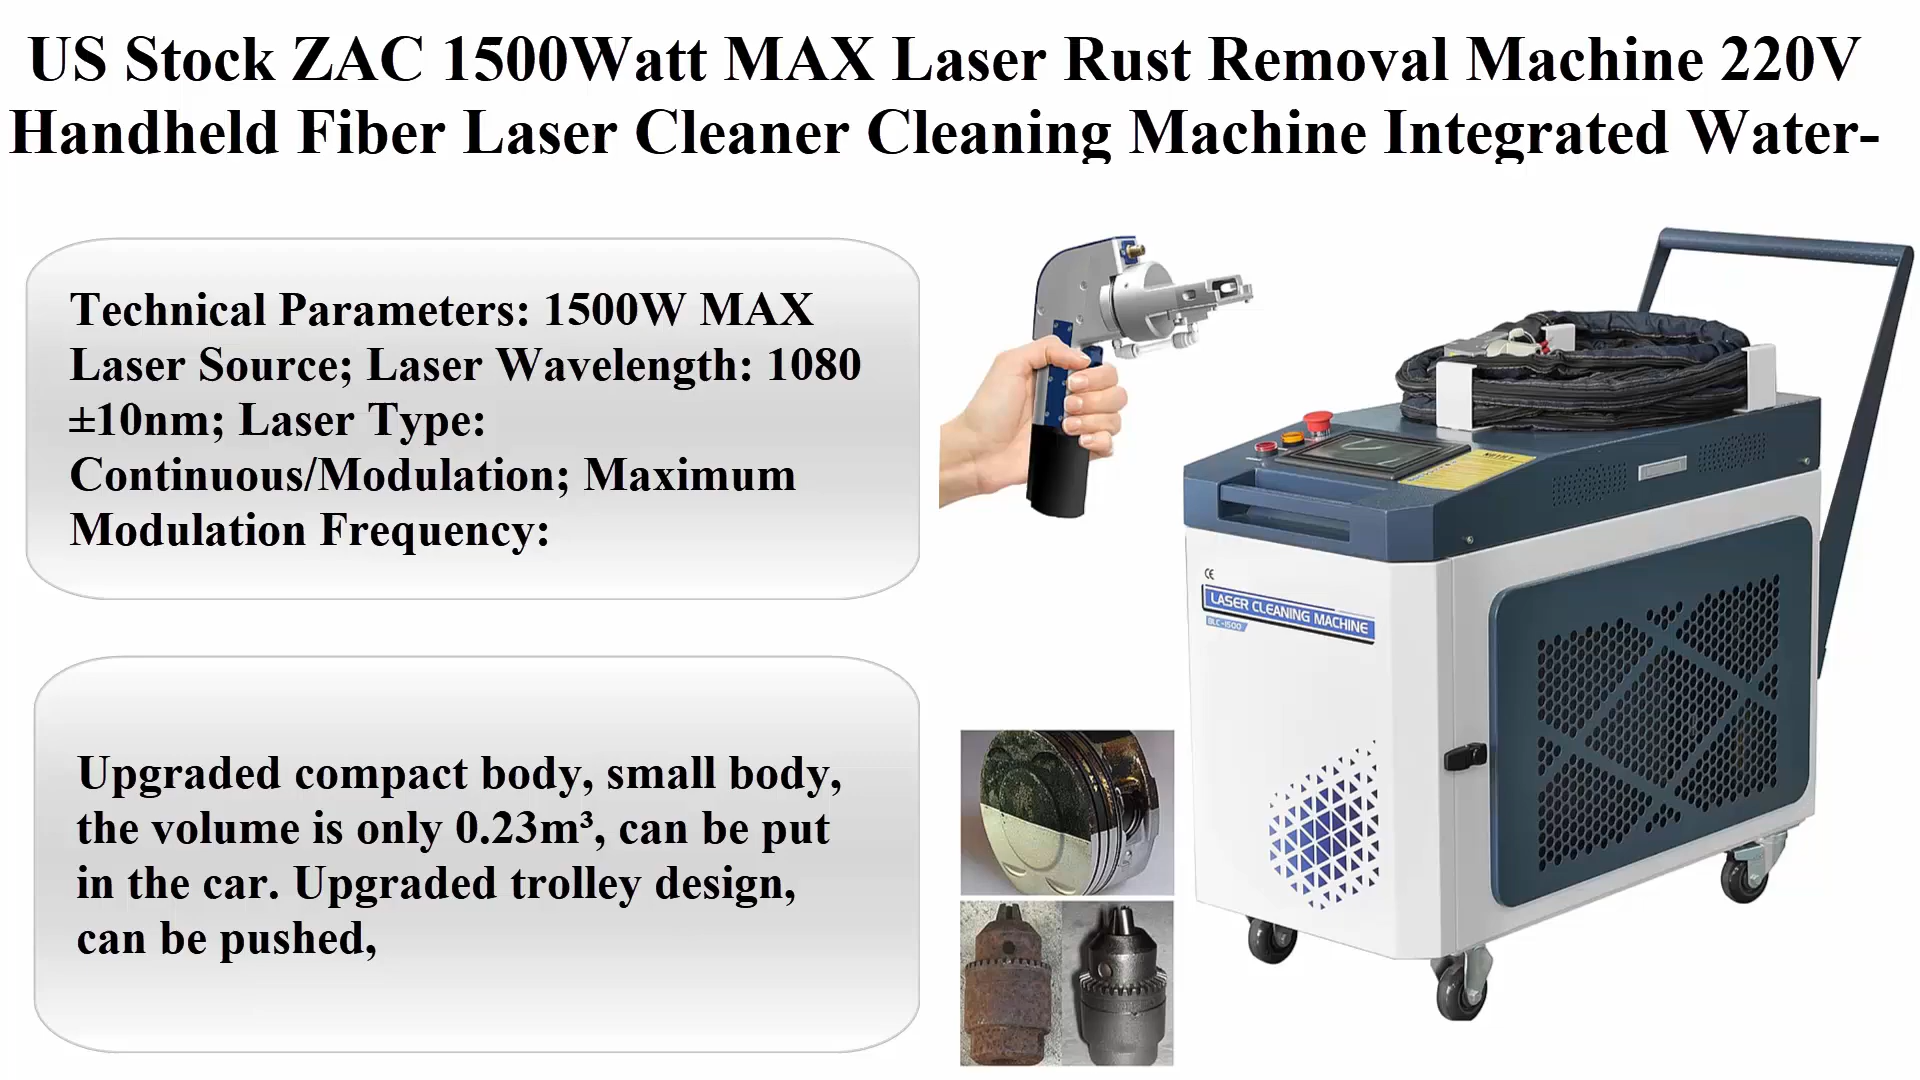 US Stock ZAC 1500Watt MAX Laser Rust Removal Machine 220V
Handheld Fiber Laser Cleaner Cleaning Machine Integrated Water-
Technical Parameters: 1500W MAX
Laser Source; Laser Wavelength: 1080
±10nm; Laser Type:
Continuous/Modulation; Maximum
Modulation Frequency:
Upgraded compact body, small body,
the volume is only 0.23m³, can be put
in the car. Upgraded trolley design,
can be pushed,
CE
LASER CLEANING MACHINE
BLC-1500